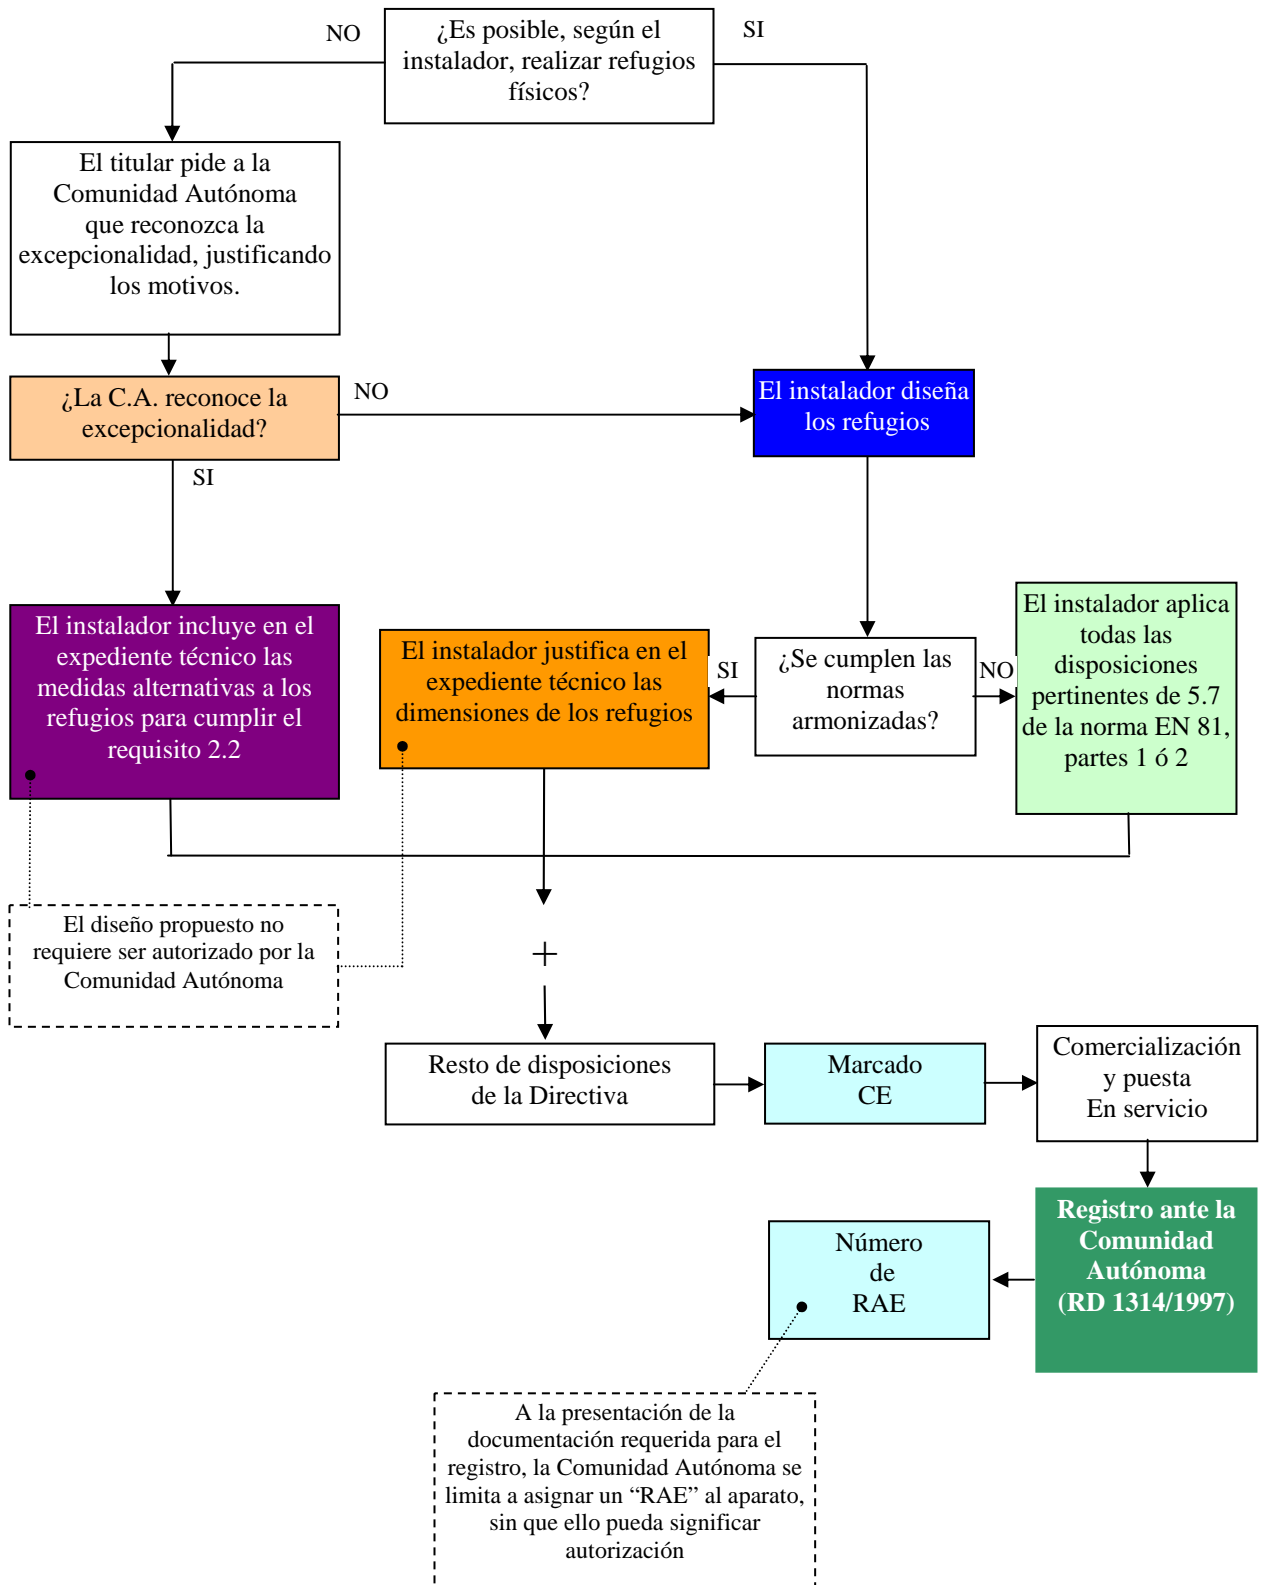 NO
¿Es posible, según el
instalador, realizar refugios
físicos?
SI
El titular pide a la
Comunidad Autónoma
que reconozca la
excepcionalidad, justificando
los motivos.
¿La C.A. reconoce la
excepcionalidad?
NO
El instalador diseña
los refugios
SI
El instalador incluye en el
expediente técnico las
medidas alternativas a los
refugios para cumplir el
requisito 2.2
El instalador justifica en el
expediente técnico las
dimensiones de los refugios
SI
¿Se cumplen las
normas
armonizadas?
NO
El instalador aplica
todas las
disposiciones
pertinentes de 5.7
de la norma EN 81,
partes 1 ó 2
El diseño propuesto no
requiere ser autorizado por la
Comunidad Autónoma
+
Resto de disposiciones
de la Directiva
Marcado
CE
Comercialización
y puesta
En servicio
Registro ante la
Comunidad
Autónoma
(RD 1314/1997)
Número
de
RAE
A la presentación de la
documentación requerida para el
registro, la Comunidad Autónoma se
limita a asignar un “RAE” al aparato,
sin que ello pueda significar
autorización